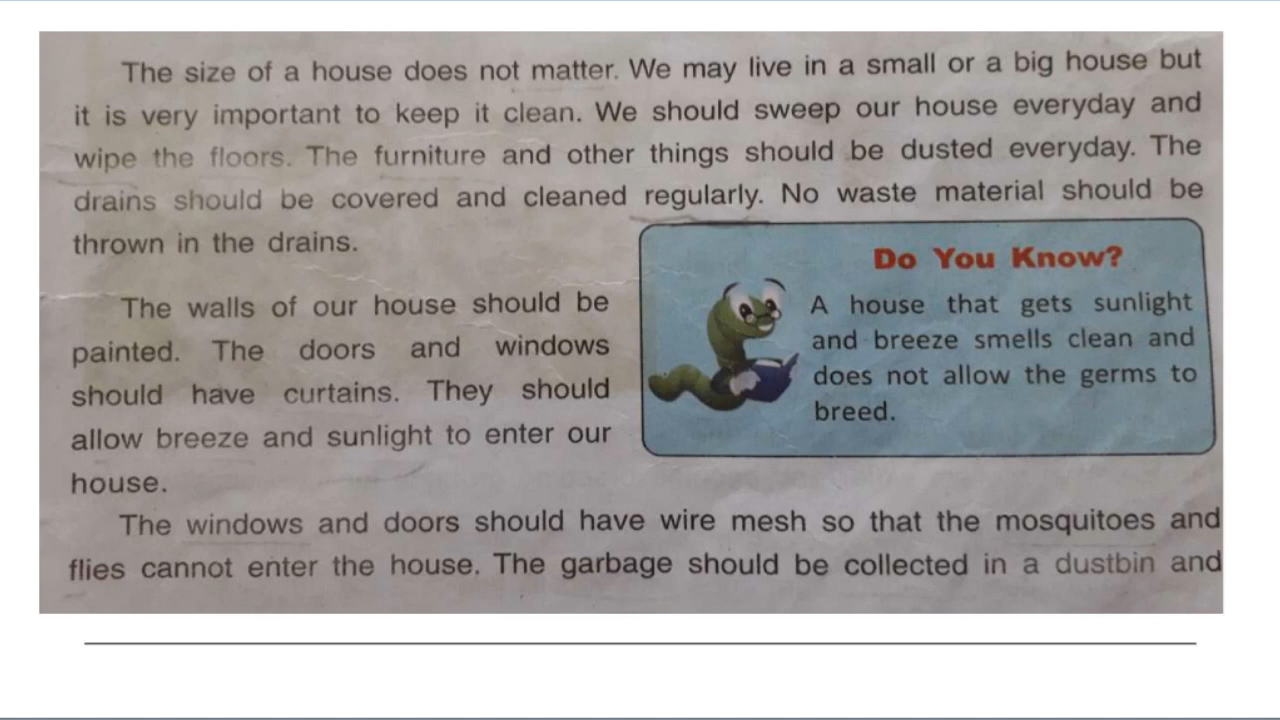 The size of a house does not matter. We may live in a small or a big house but
it is very important to keep it clean. We should sweep our house everyday and
wipe the floors. The furniture and other things should be dusted everyday. The
drains should be covered and cleaned regularly. No waste material should be
thrown in the drains.
The walls of our house should be
painted. The doors and windows
should have curtains. They should
allow breeze and sunlight to enter our
house.
Do You Know?
A house that gets sunlight
and breeze smells clean and
does not allow the germs to
breed.
The windows and doors should have wire mesh so that the mosquitoes and
flies cannot enter the house. The garbage should be collected in a dustbin and